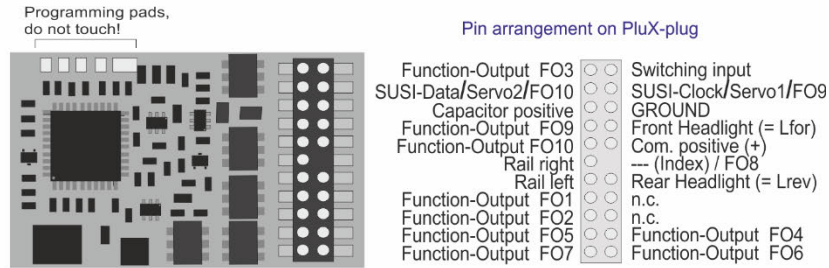 Programming pads,
do not touch!
Pin arrangement on PluX-plug
Function-Output FO3 Switching input
SUSI-Data/Servo2/FO10 SUSI-Clock/Servo1/FO9
Capacitor positive GROUND
Function-Output FO9 Front Headlight (= Lfor)
Function-Output FO10 Com. positive (+)
Rail right --- (Index) / FO8
Rail left Rear Headlight (= Lrev)
Function-Output FO1 n.c.
Function-Output FO2 n.c.
Function-Output FO5 Function-Output FO4
Function-Output FO7 Function-Output FO6